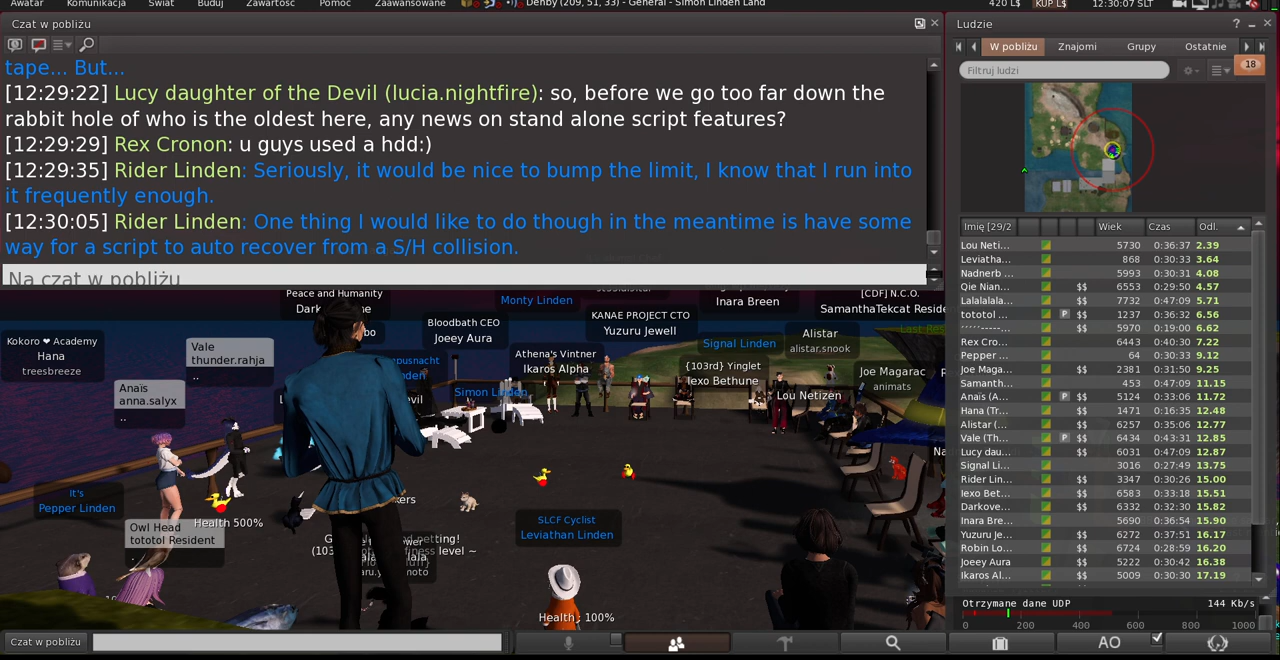 Awatar Komunikacja Świat Buduj Zawartość Pomoc Zaawansowane Denby (209, 51, 33) - General - Simon Linden Land 420 L$ KUP L$ 12:30:07 SLT
Czat w pobliżu
tape... But...
[12:29:22] Lucy daughter of the Devil (lucia.nightfire): so, before we go too far down the
rabbit hole of who is the oldest here, any news on stand alone script features?
[12:29:29] Rex Cronon: u guys used a hdd:)
[12:29:35] Rider Linden: Seriously, it would be nice to bump the limit, I know that I run into
it frequently enough.
[12:30:05] Rider Linden: One thing I would like to do though in the meantime is have some
way for a script to auto recover from a S/H collision.
Na czat w pobliżu
Peace and Humanity
Monty Linden
Inara Breen
[CDF] N.C.O.
SamanthaTekcat Reside
Bloodbath CEO
Joeey Aura
KANAE PROJECT CTO
Yuzuru Jewell
Signal Linden
Alistar
alistar.snook
Kokoro ❤ Academy
Hana
treesbreeze
Vale
thunder.rahja
..
Athena's Vintner
Ikaros Alpha
{103rd} Yinglet
Iexo Bethune
Joe Magarac
animats
Anaïs
anna.salyx
..
Simon Linden
Lou Netizen
It's
Pepper Linden
Health 500%
Owl Head
tototol Resident
SLCF Cyclist
Leviathan Linden
Health : 100%
Czat w pobliżu
Ludzie
W pobliżu Znajomi Grupy Ostatnie
Filtruj ludzi
18
Imię [29/2 Wiek Czas Odl.
Lou Neti... 5730 0:36:37 2.39
Leviatha... 868 0:30:33 3.64
Nadnerb ... 5993 0:30:31 4.08
Qie Nian... $$ 6553 0:29:50 4.57
Lalalalala... $$ 7732 0:47:09 5.71
tototol ... P $$ 1237 0:36:32 6.56
$$ 5970 0:19:00 6.62
Rex Cro... 6443 0:40:30 7.22
Pepper ... 64 0:30:33 9.12
Joe Maga... $$ 2381 0:31:50 9.25
Samanth... 453 0:47:09 11.15
Anaïs (A... P $$ 5124 0:33:06 11.72
Hana (Tr... $$ 1471 0:16:35 12.48
Alistar (... $$ 6257 0:35:06 12.77
Vale (Th... P $$ 6434 0:43:31 12.85
Lucy dau... $$ 6031 0:47:09 12.87
Signal Li... 3016 0:27:49 13.75
Rider Lin... $$ 3347 0:30:26 15.00
Iexo Bet... $$ 6583 0:33:18 15.51
Darkove... $$ 6332 0:32:30 15.82
Inara Bre... 5690 0:36:54 15.90
Yuzuru Je... $$ 6272 0:37:51 16.17
Robin Lo... $$ 6724 0:28:59 16.20
Joeey Aura $$ 5222 0:30:42 16.38
Ikaros Al... $$ 5009 0:30:30 17.19
Otrzymane dane UDP 144 Kb/s
0 200 400 600 800 1000
AO